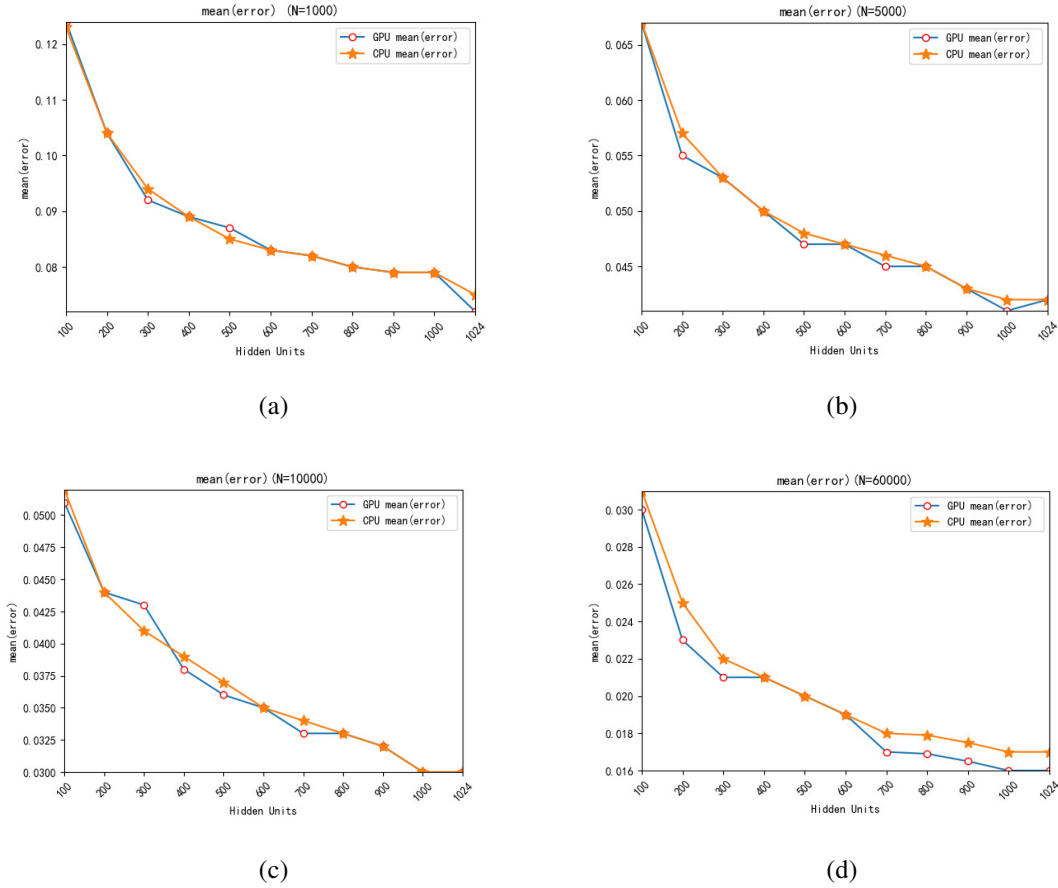 mean(error) (N=1000)
GPU mean(error)
CPU mean(error)
0.12
0.11
0.10
0.09
0.08
mean(error)
100 200 300 400 500 600 700 800 900 1000 1024
Hidden Units
(a)
mean(error)(N=5000)
GPU mean(error)
CPU mean(error)
0.065
0.060
0.055
0.050
0.045
mean(error)
100 200 300 400 500 600 700 800 900 1000 1024
Hidden Units
(b)
mean(error)(N=10000)
GPU mean(error)
CPU mean(error)
0.0500
0.0475
0.0450
0.0425
0.0400
0.0375
0.0350
0.0325
0.0300
mean(error)
100 200 300 400 500 600 700 800 900 1000 1024
Hidden Units
(c)
mean(error)(N=60000)
GPU mean(error)
CPU mean(error)
0.030
0.028
0.026
0.024
0.022
0.020
0.018
0.016
mean(error)
100 200 300 400 500 600 700 800 900 1000 1024
Hidden Units
(d)